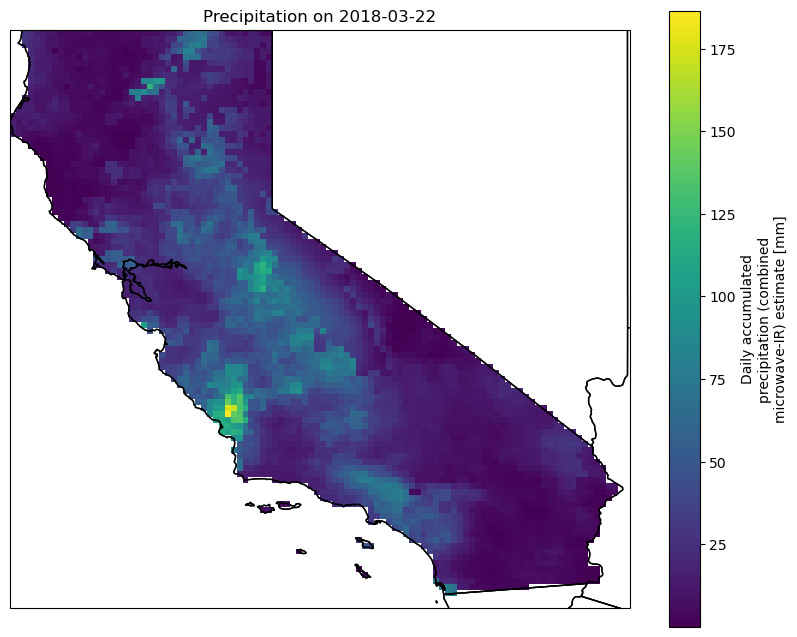 Precipitation on 2018-03-22
175
150
125
100
75
50
25
Daily accumulated
precipitation (combined
microwave-IR) estimate [mm]